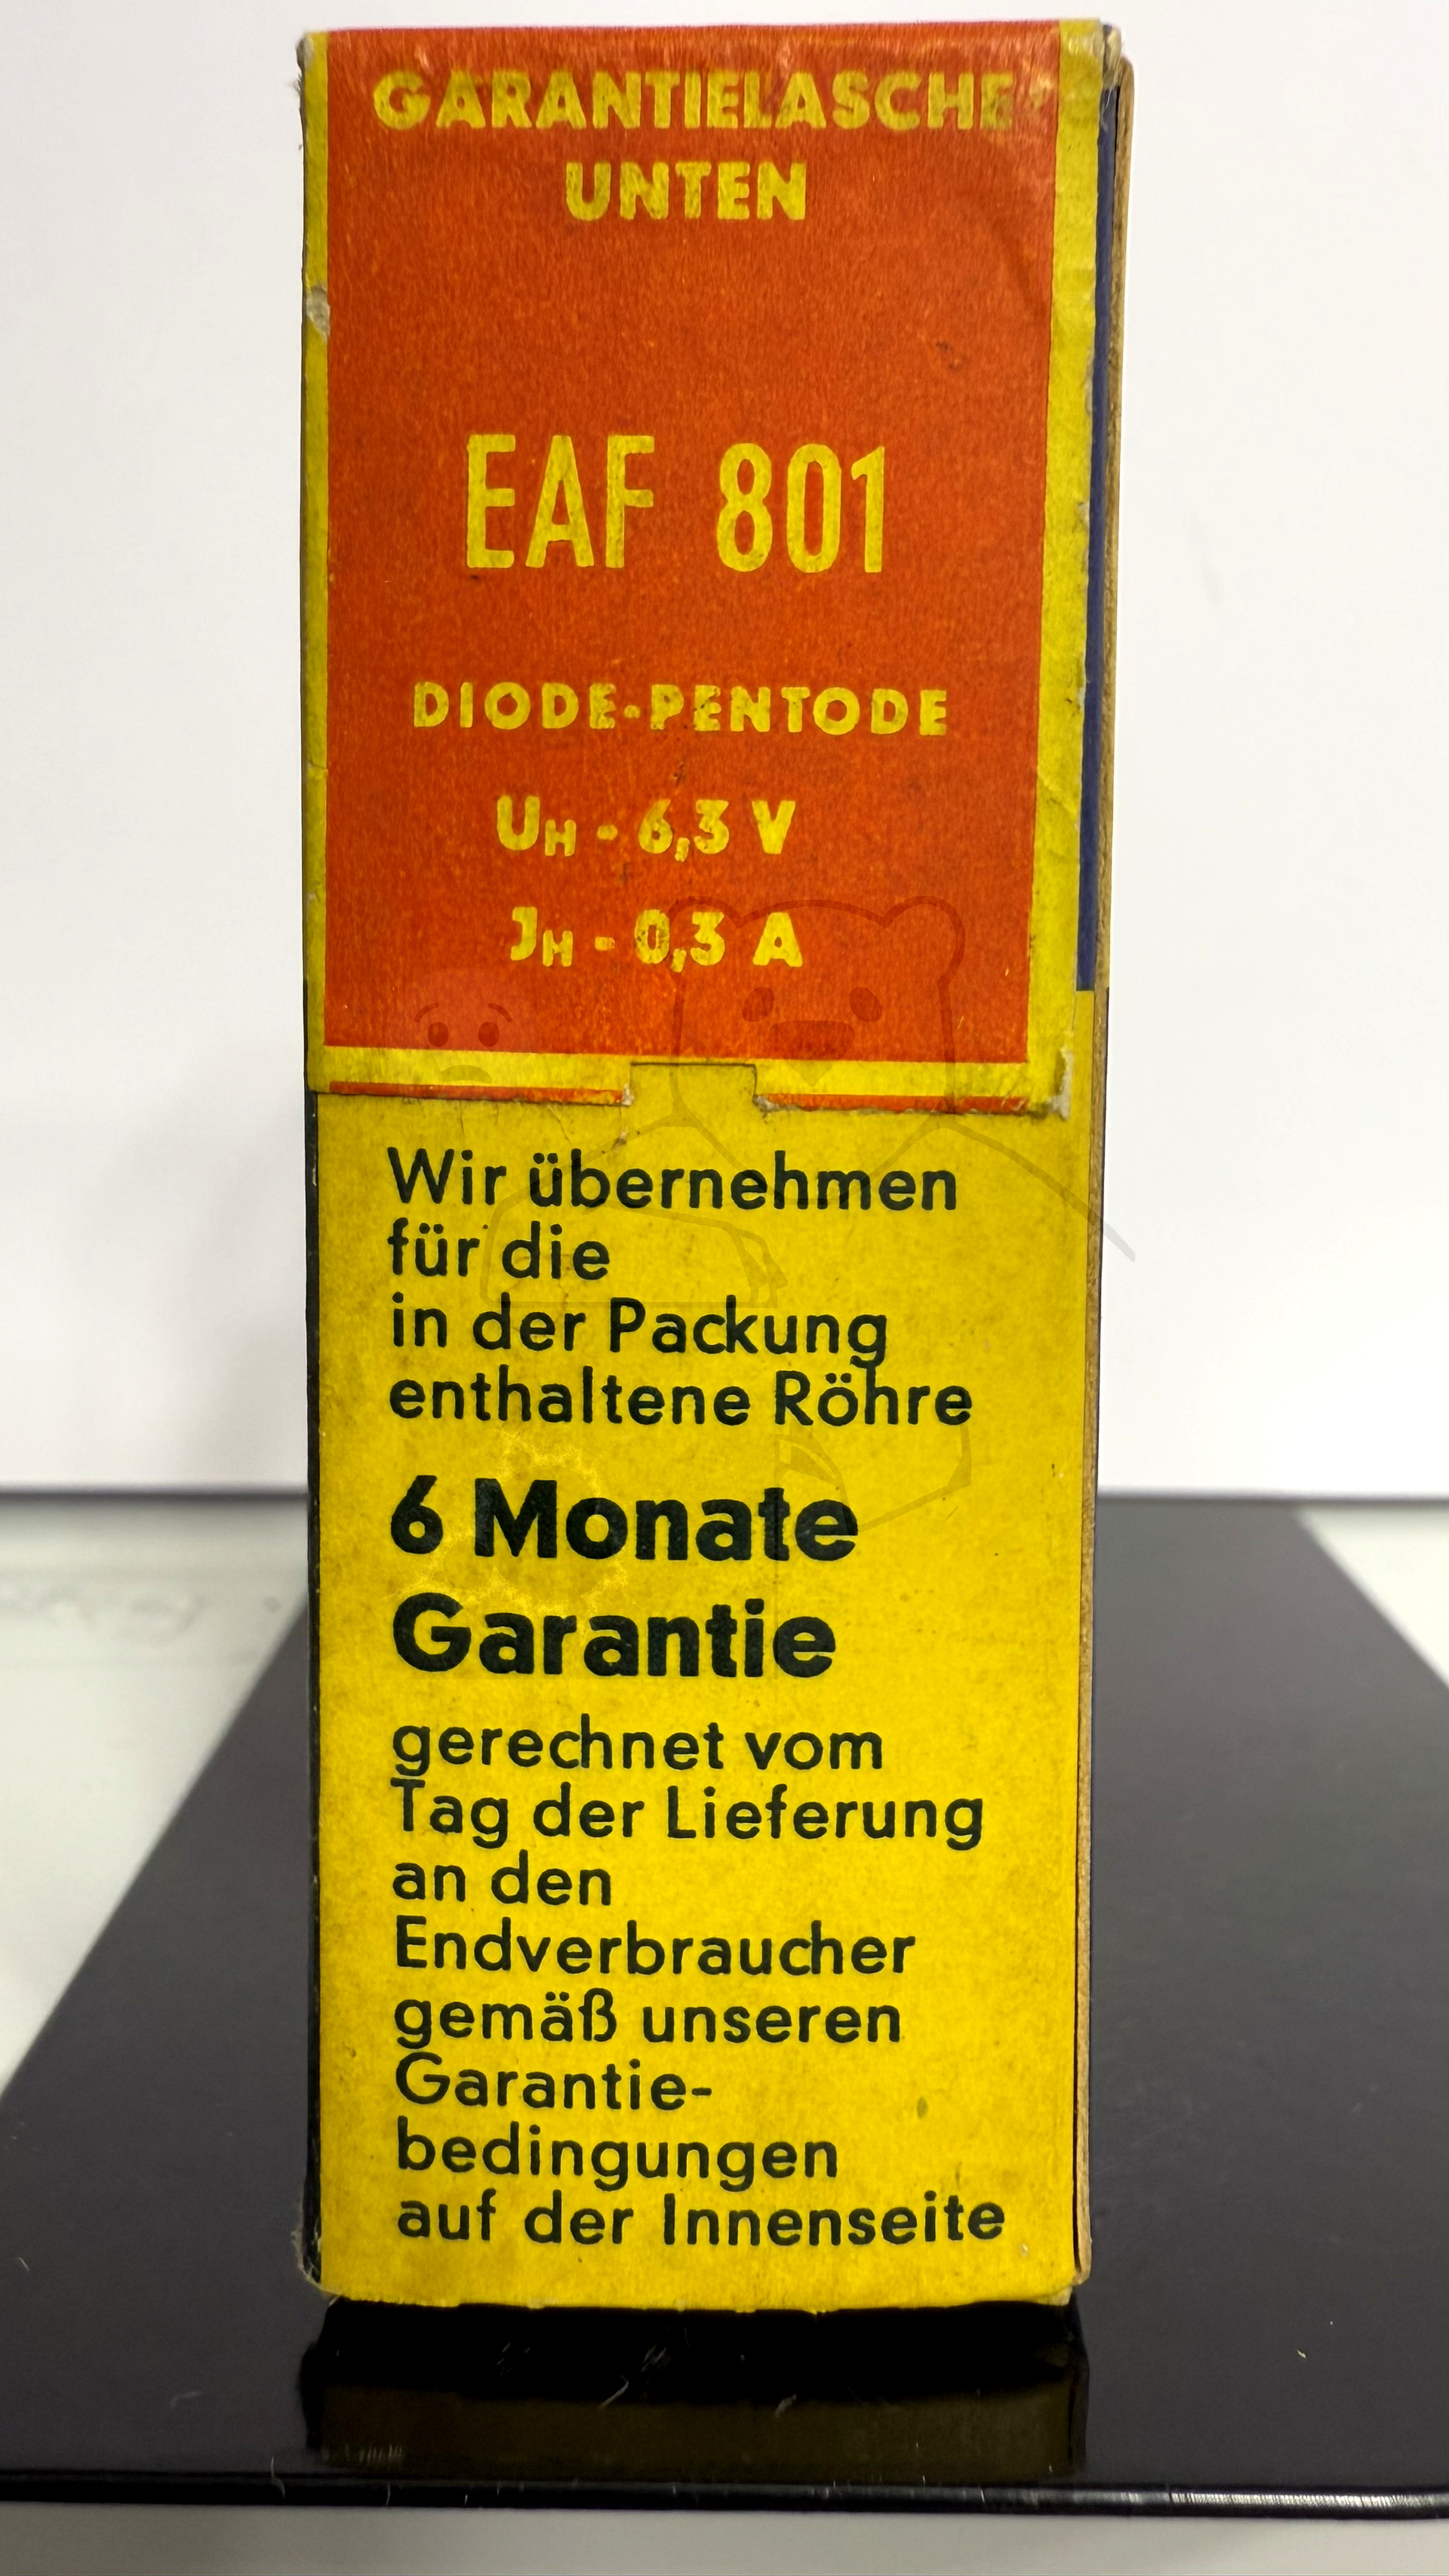 GARANTIELASCHE
UNTEN
EAF 801
DIODE-PENTODE
UH - 6,3 V
JH - 0,3 A
Wir übernehmen
für die
in der Packung
enthaltene Röhre
6 Monate
Garantie
gerechnet vom
Tag der Lieferung
an den
Endverbraucher
gemäß unseren
Garantie-
bedingungen
auf der Innenseite